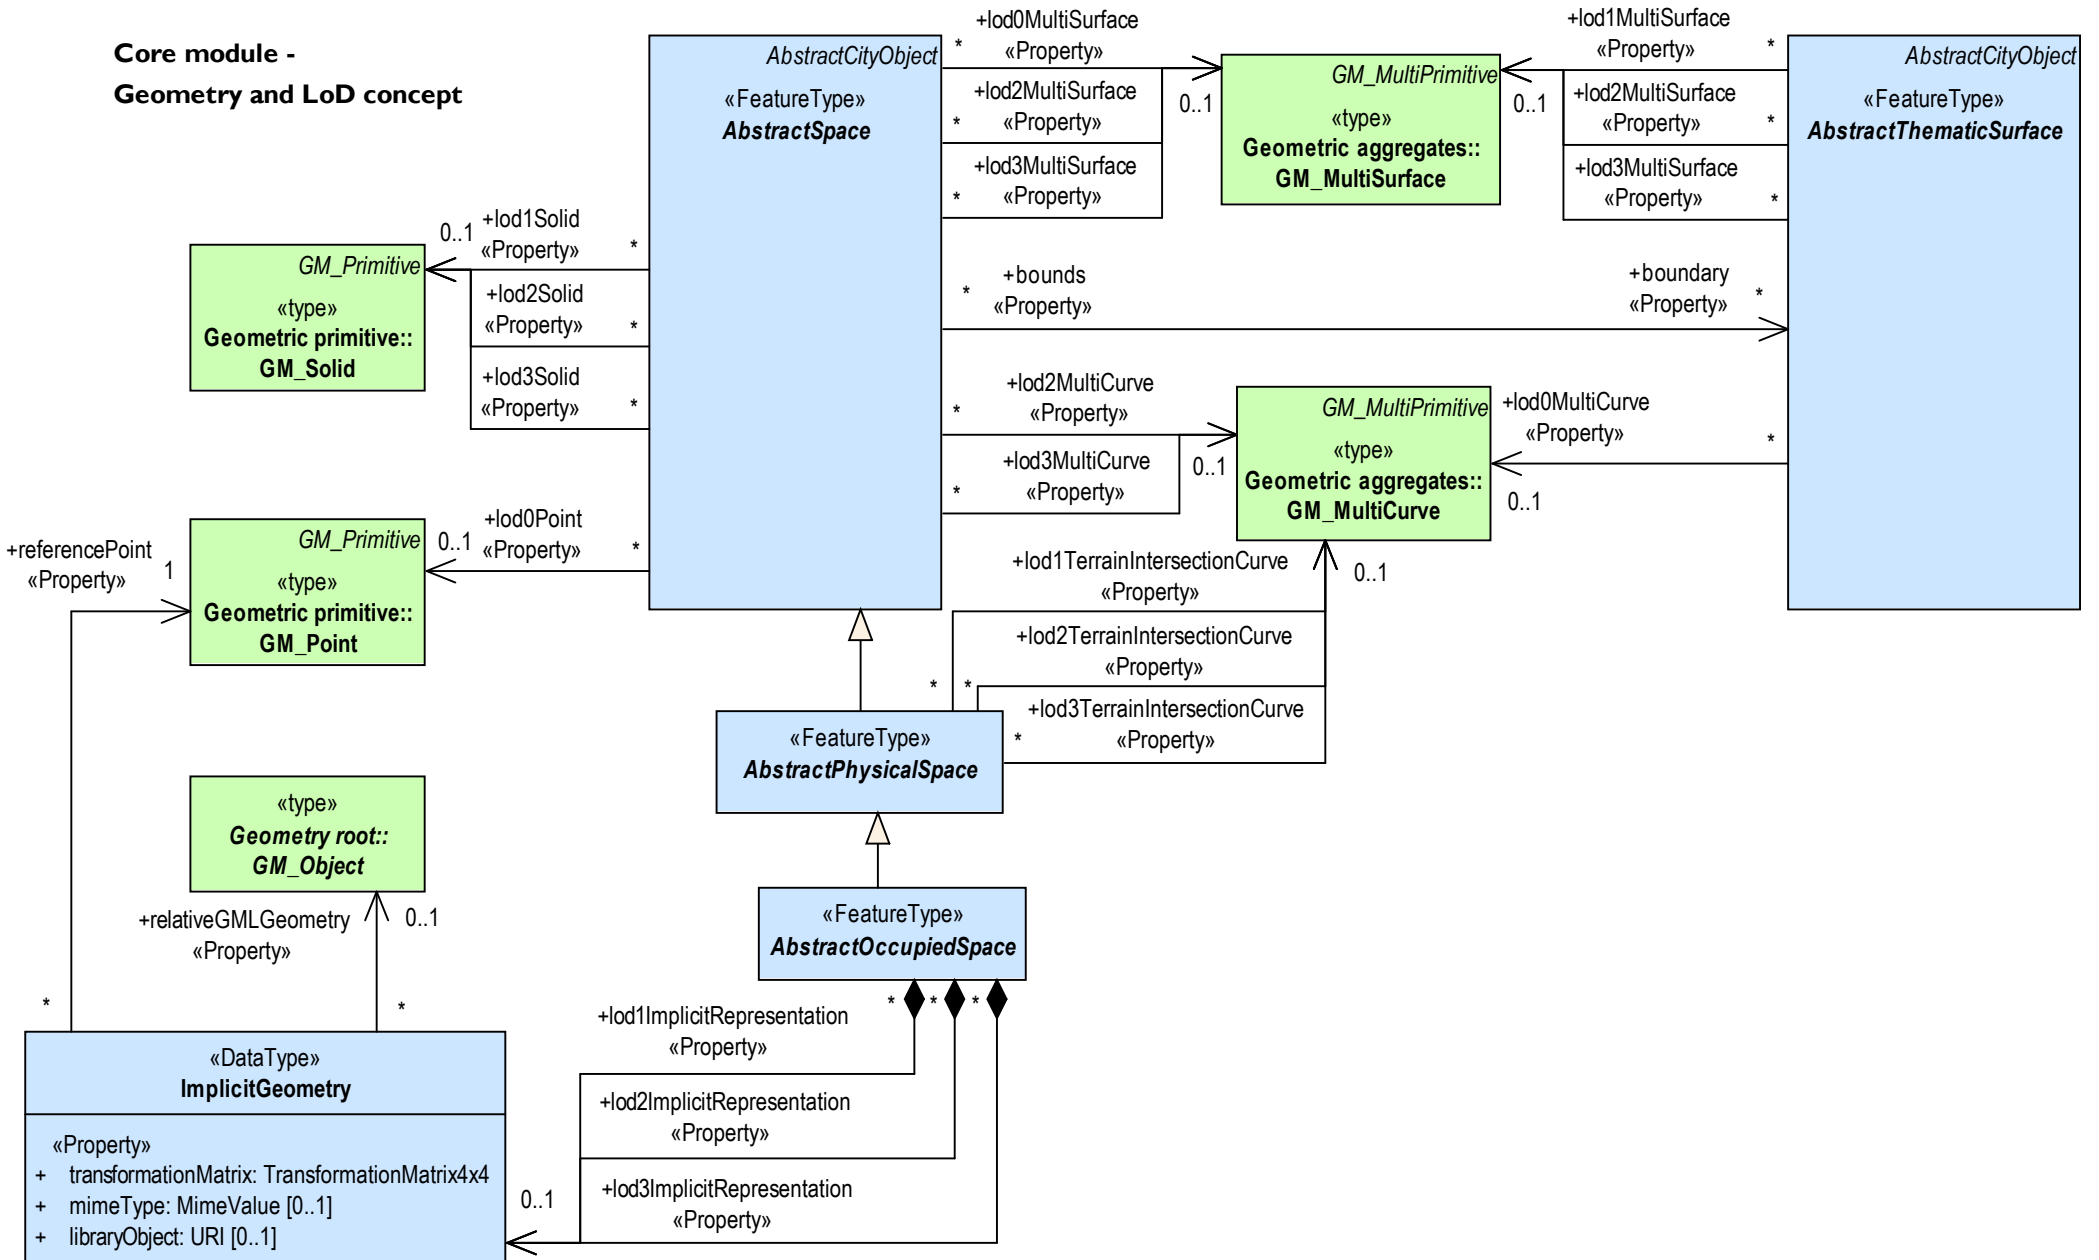 Core module -
Geometry and LoD concept
AbstractCityObject
«FeatureType»
AbstractSpace
+lod0MultiSurface
«Property»
*
+lod2MultiSurface
«Property»
*
+lod3MultiSurface
«Property»
*
0..1
GM_MultiPrimitive
«type»
Geometric aggregates::
GM_MultiSurface
+lod1MultiSurface
«Property»
*
0..1
+lod2MultiSurface
«Property»
*
+lod3MultiSurface
«Property»
*
AbstractCityObject
«FeatureType»
AbstractThematicSurface
0..1
+lod1Solid
«Property»
*
+lod2Solid
«Property»
*
+lod3Solid
«Property»
*
GM_Primitive
«type»
Geometric primitive::
GM_Solid
+bounds
«Property»
*
+boundary
«Property»
*
+lod2MultiCurve
«Property»
*
+lod3MultiCurve
«Property»
*
0..1
GM_MultiPrimitive
«type»
Geometric aggregates::
GM_MultiCurve
+lod0MultiCurve
«Property»
*
0..1
+referencePoint
«Property»
1
GM_Primitive
«type»
Geometric primitive::
GM_Point
0..1
+lod0Point
«Property»
*
+lod1TerrainIntersectionCurve
«Property»
0..1
+lod2TerrainIntersectionCurve
«Property»
*
*
+lod3TerrainIntersectionCurve
«Property»
*
«FeatureType»
AbstractPhysicalSpace
«type»
Geometry root::
GM_Object
+relativeGMLGeometry
«Property»
0..1
*
*
«FeatureType»
AbstractOccupiedSpace
*
*
*
+lod1ImplicitRepresentation
«Property»
+lod2ImplicitRepresentation
«Property»
+lod3ImplicitRepresentation
«Property»
0..1
«DataType»
ImplicitGeometry
«Property»
+ transformationMatrix: TransformationMatrix4x4
+ mimeType: MimeValue [0..1]
+ libraryObject: URI [0..1]